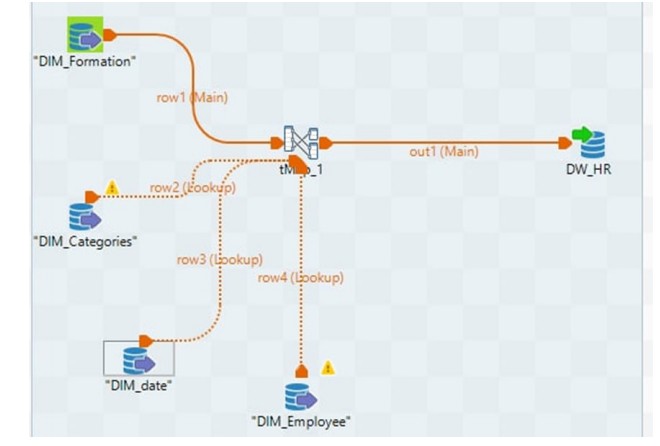 "DIM_Formation"
row1 (Main)
tMap_1
out1 (Main)
DW_HR
row2 (Lookup)
"DIM_Categories"
row3 (Lookup)
row4 (Lookup)
"DIM_date"
"DIM_Employee"